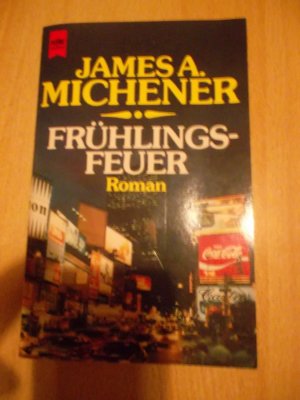 JAMES A.
MICHENER
FRÜHLINGS-
FEUER
Roman
Coca-Cola